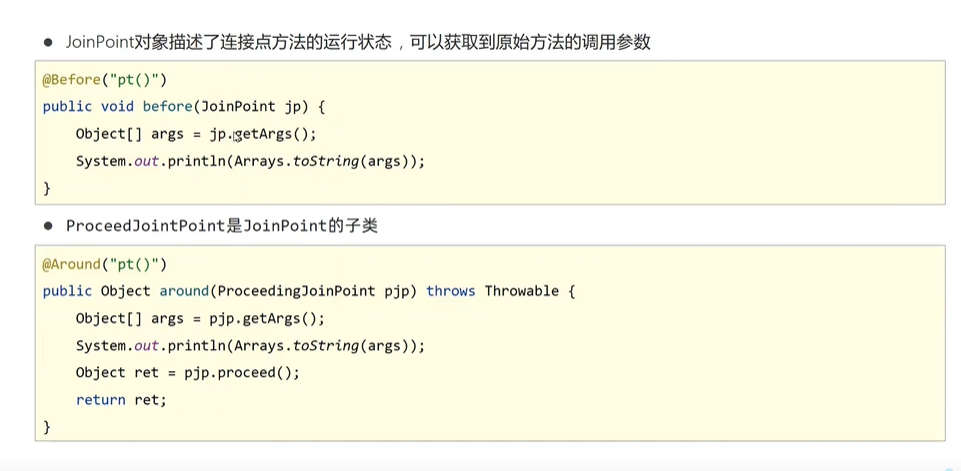 ● JoinPoint对象描述了连接点方法的运行状态，可以获取到原始方法的调用参数
@Before("pt()")
public void before(JoinPoint jp) {
    Object[] args = jp.getArgs();
    System.out.println(Arrays.toString(args));
}
● ProceedJointPoint是JoinPoint的子类
@Around("pt()")
public Object around(ProceedingJoinPoint pjp) throws Throwable {
    Object[] args = pjp.getArgs();
    System.out.println(Arrays.toString(args));
    Object ret = pjp.proceed();
    return ret;
}